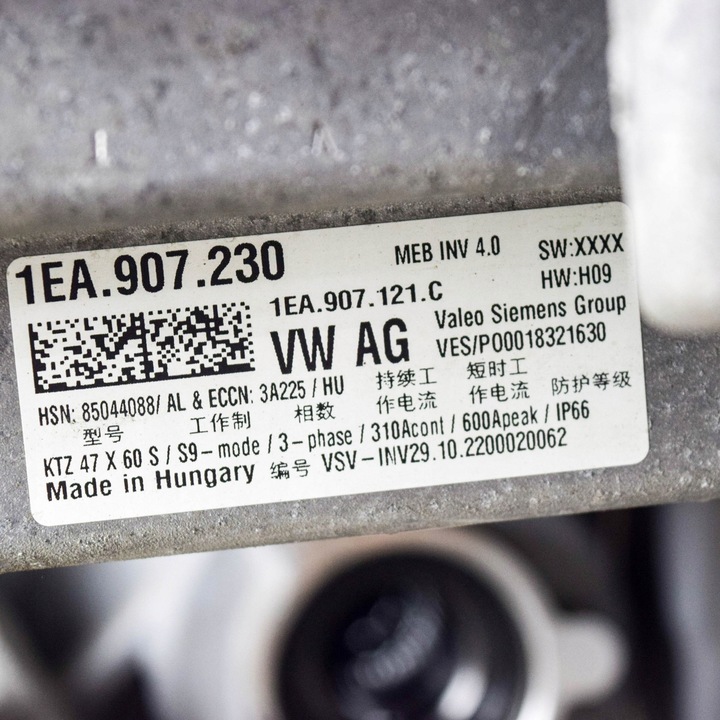 1EA.907.230 MEB INV 4.0 SW:XXXX
HW:H09
1EA.907.121.C Valeo Siemens Group
VW AG VES/P00018321630
HSN: 85044088/ AL & ECCN: 3A225 / HU
型号 工作制 相数 持续工作电流 短时工作电流 防护等级
KTZ 47 X 60 S / S9-mode / 3-phase / 310Acont / 600Apeak / IP66
Made in Hungary 编号 VSV-INV29.10.2200020062